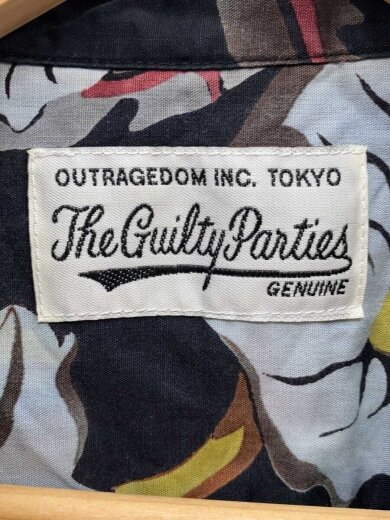 OUTRAGEDOM INC. TOKYO
The Guilty Parties
GENUINE